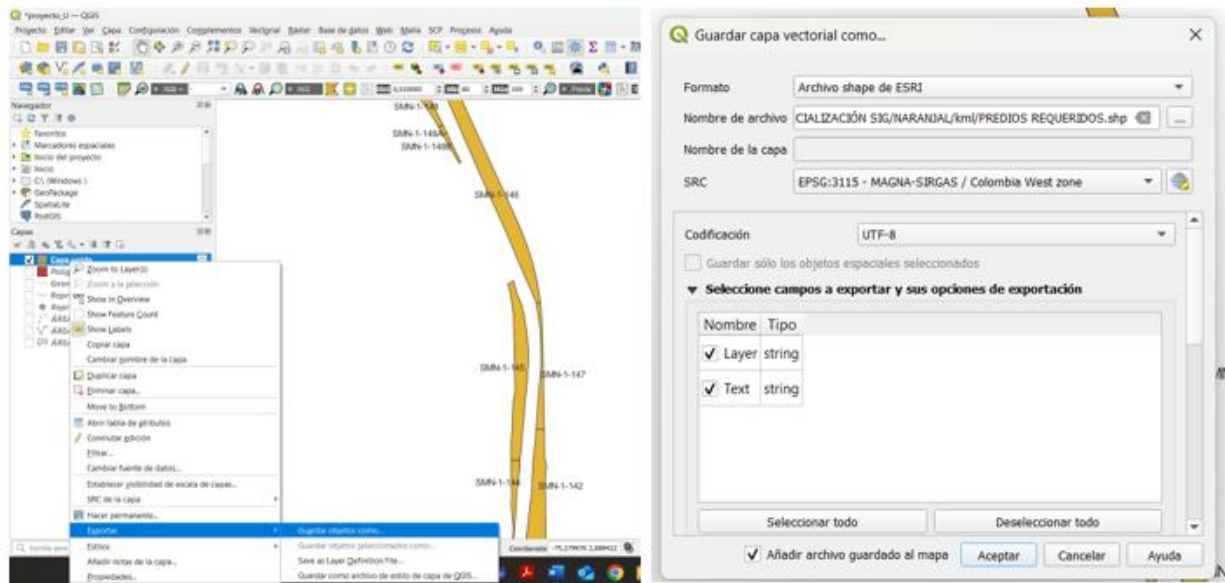 *proyecto_U — QGIS
Proyecto Editar Ver Capa Configuración Complementos Vectorial Ráster Base de datos Web Malla SCP Proceso Ayuda
Navegador
Favoritos
Marcadores espaciales
Inicio del proyecto
Inicio
C:\ (Windows)
GeoPackage
SpatiaLite
PostGIS
Capas
Capa unida
Zoom to Layer(s)
Zoom a la selección
Show in Overview
Show Feature Count
Show Labels
Copiar capa
Cambiar nombre de la capa
Duplicar capa
Eliminar capa...
Move to Bottom
Abrir tabla de atributos
Conmutar edición
Filtrar...
Cambiar fuente de datos...
Establecer visibilidad de escala de capas...
SRC de la capa
Hacer permanente...
Exportar
Estilos
Añadir notas de la capa...
Propiedades...
Guardar objetos como...
Guardar objetos seleccionados como...
Save as Layer Definition File...
Guardar como archivo de estilo de capa de QGIS...
SMN-1-149
SMN-1-148A
SMN-1-148B
SMN-1-146
SMN-1-145
SMN-1-147
SMN-1-144
SMN-1-142
Guardar capa vectorial como...
Formato Archivo shape de ESRI
Nombre de archivo CIALIZACIÓN SIG/NARANJAL/kml/PREDIOS REQUERIDOS.shp ...
Nombre de la capa
SRC EPSG:3115 - MAGNA-SIRGAS / Colombia West zone
Codificación UTF-8
Guardar sólo los objetos espaciales seleccionados
Seleccione campos a exportar y sus opciones de exportación
Nombre Tipo
Layer string
Text string
Seleccionar todo Deseleccionar todo
Añadir archivo guardado al mapa Aceptar Cancelar Ayuda